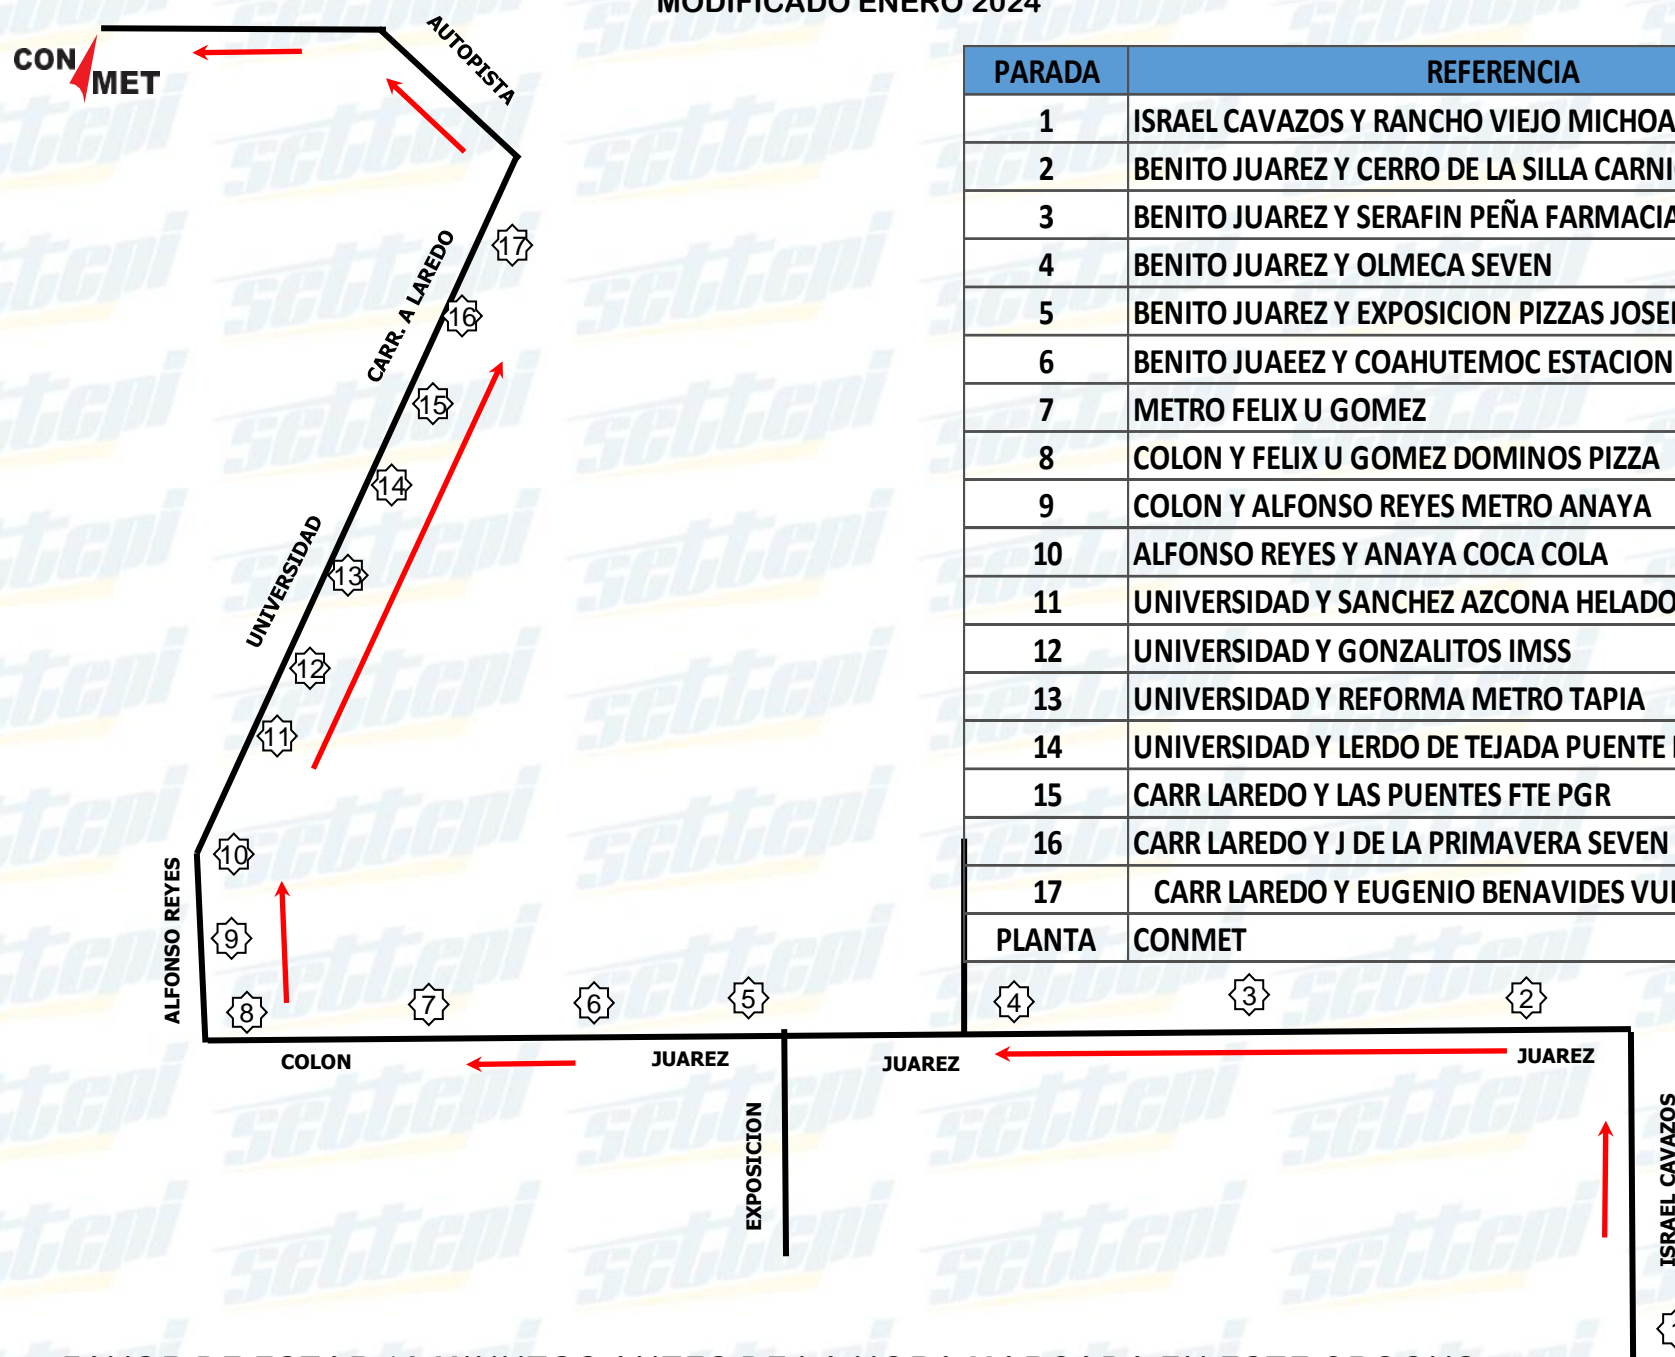 MODIFICADO ENERO 2024
CON
MET
AUTOPISTA
CARR. A LAREDO
UNIVERSIDAD
ALFONSO REYES
17
16
15
14
13
12
11
10
9
8
7
6
5
4
3
2
COLON
JUAREZ
JUAREZ
JUAREZ
EXPOSICION
ISRAEL CAVAZOS
PARADA REFERENCIA
1 ISRAEL CAVAZOS Y RANCHO VIEJO MICHOA
2 BENITO JUAREZ Y CERRO DE LA SILLA CARNI
3 BENITO JUAREZ Y SERAFIN PEÑA FARMACIA
4 BENITO JUAREZ Y OLMECA SEVEN
5 BENITO JUAREZ Y EXPOSICION PIZZAS JOSE
6 BENITO JUAEEZ Y COAHUTEMOC ESTACION
7 METRO FELIX U GOMEZ
8 COLON Y FELIX U GOMEZ DOMINOS PIZZA
9 COLON Y ALFONSO REYES METRO ANAYA
10 ALFONSO REYES Y ANAYA COCA COLA
11 UNIVERSIDAD Y SANCHEZ AZCONA HELADO
12 UNIVERSIDAD Y GONZALITOS IMSS
13 UNIVERSIDAD Y REFORMA METRO TAPIA
14 UNIVERSIDAD Y LERDO DE TEJADA PUENTE
15 CARR LAREDO Y LAS PUENTES FTE PGR
16 CARR LAREDO Y J DE LA PRIMAVERA SEVEN
17 CARR LAREDO Y EUGENIO BENAVIDES VU
PLANTA CONMET